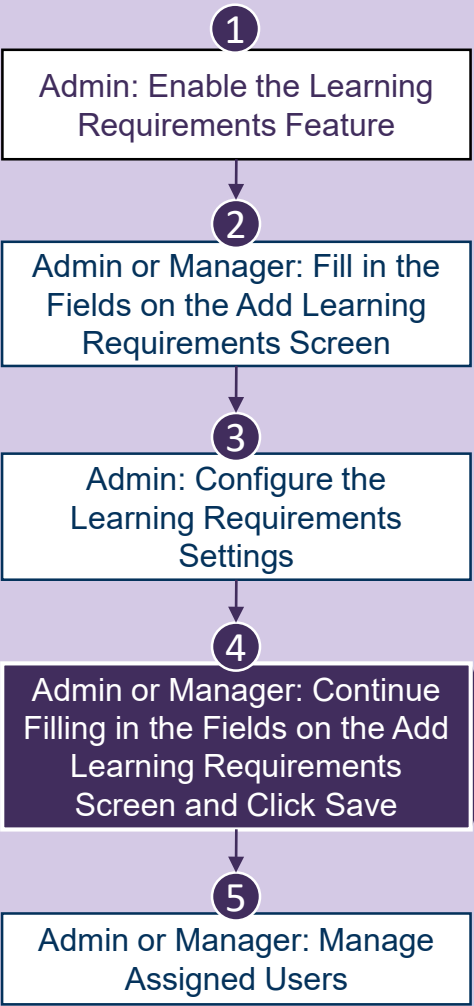 1
Admin: Enable the Learning
Requirements Feature
2
Admin or Manager: Fill in the
Fields on the Add Learning
Requirements Screen
3
Admin: Configure the
Learning Requirements
Settings
4
Admin or Manager: Continue
Filling in the Fields on the Add
Learning Requirements
Screen and Click Save
5
Admin or Manager: Manage
Assigned Users